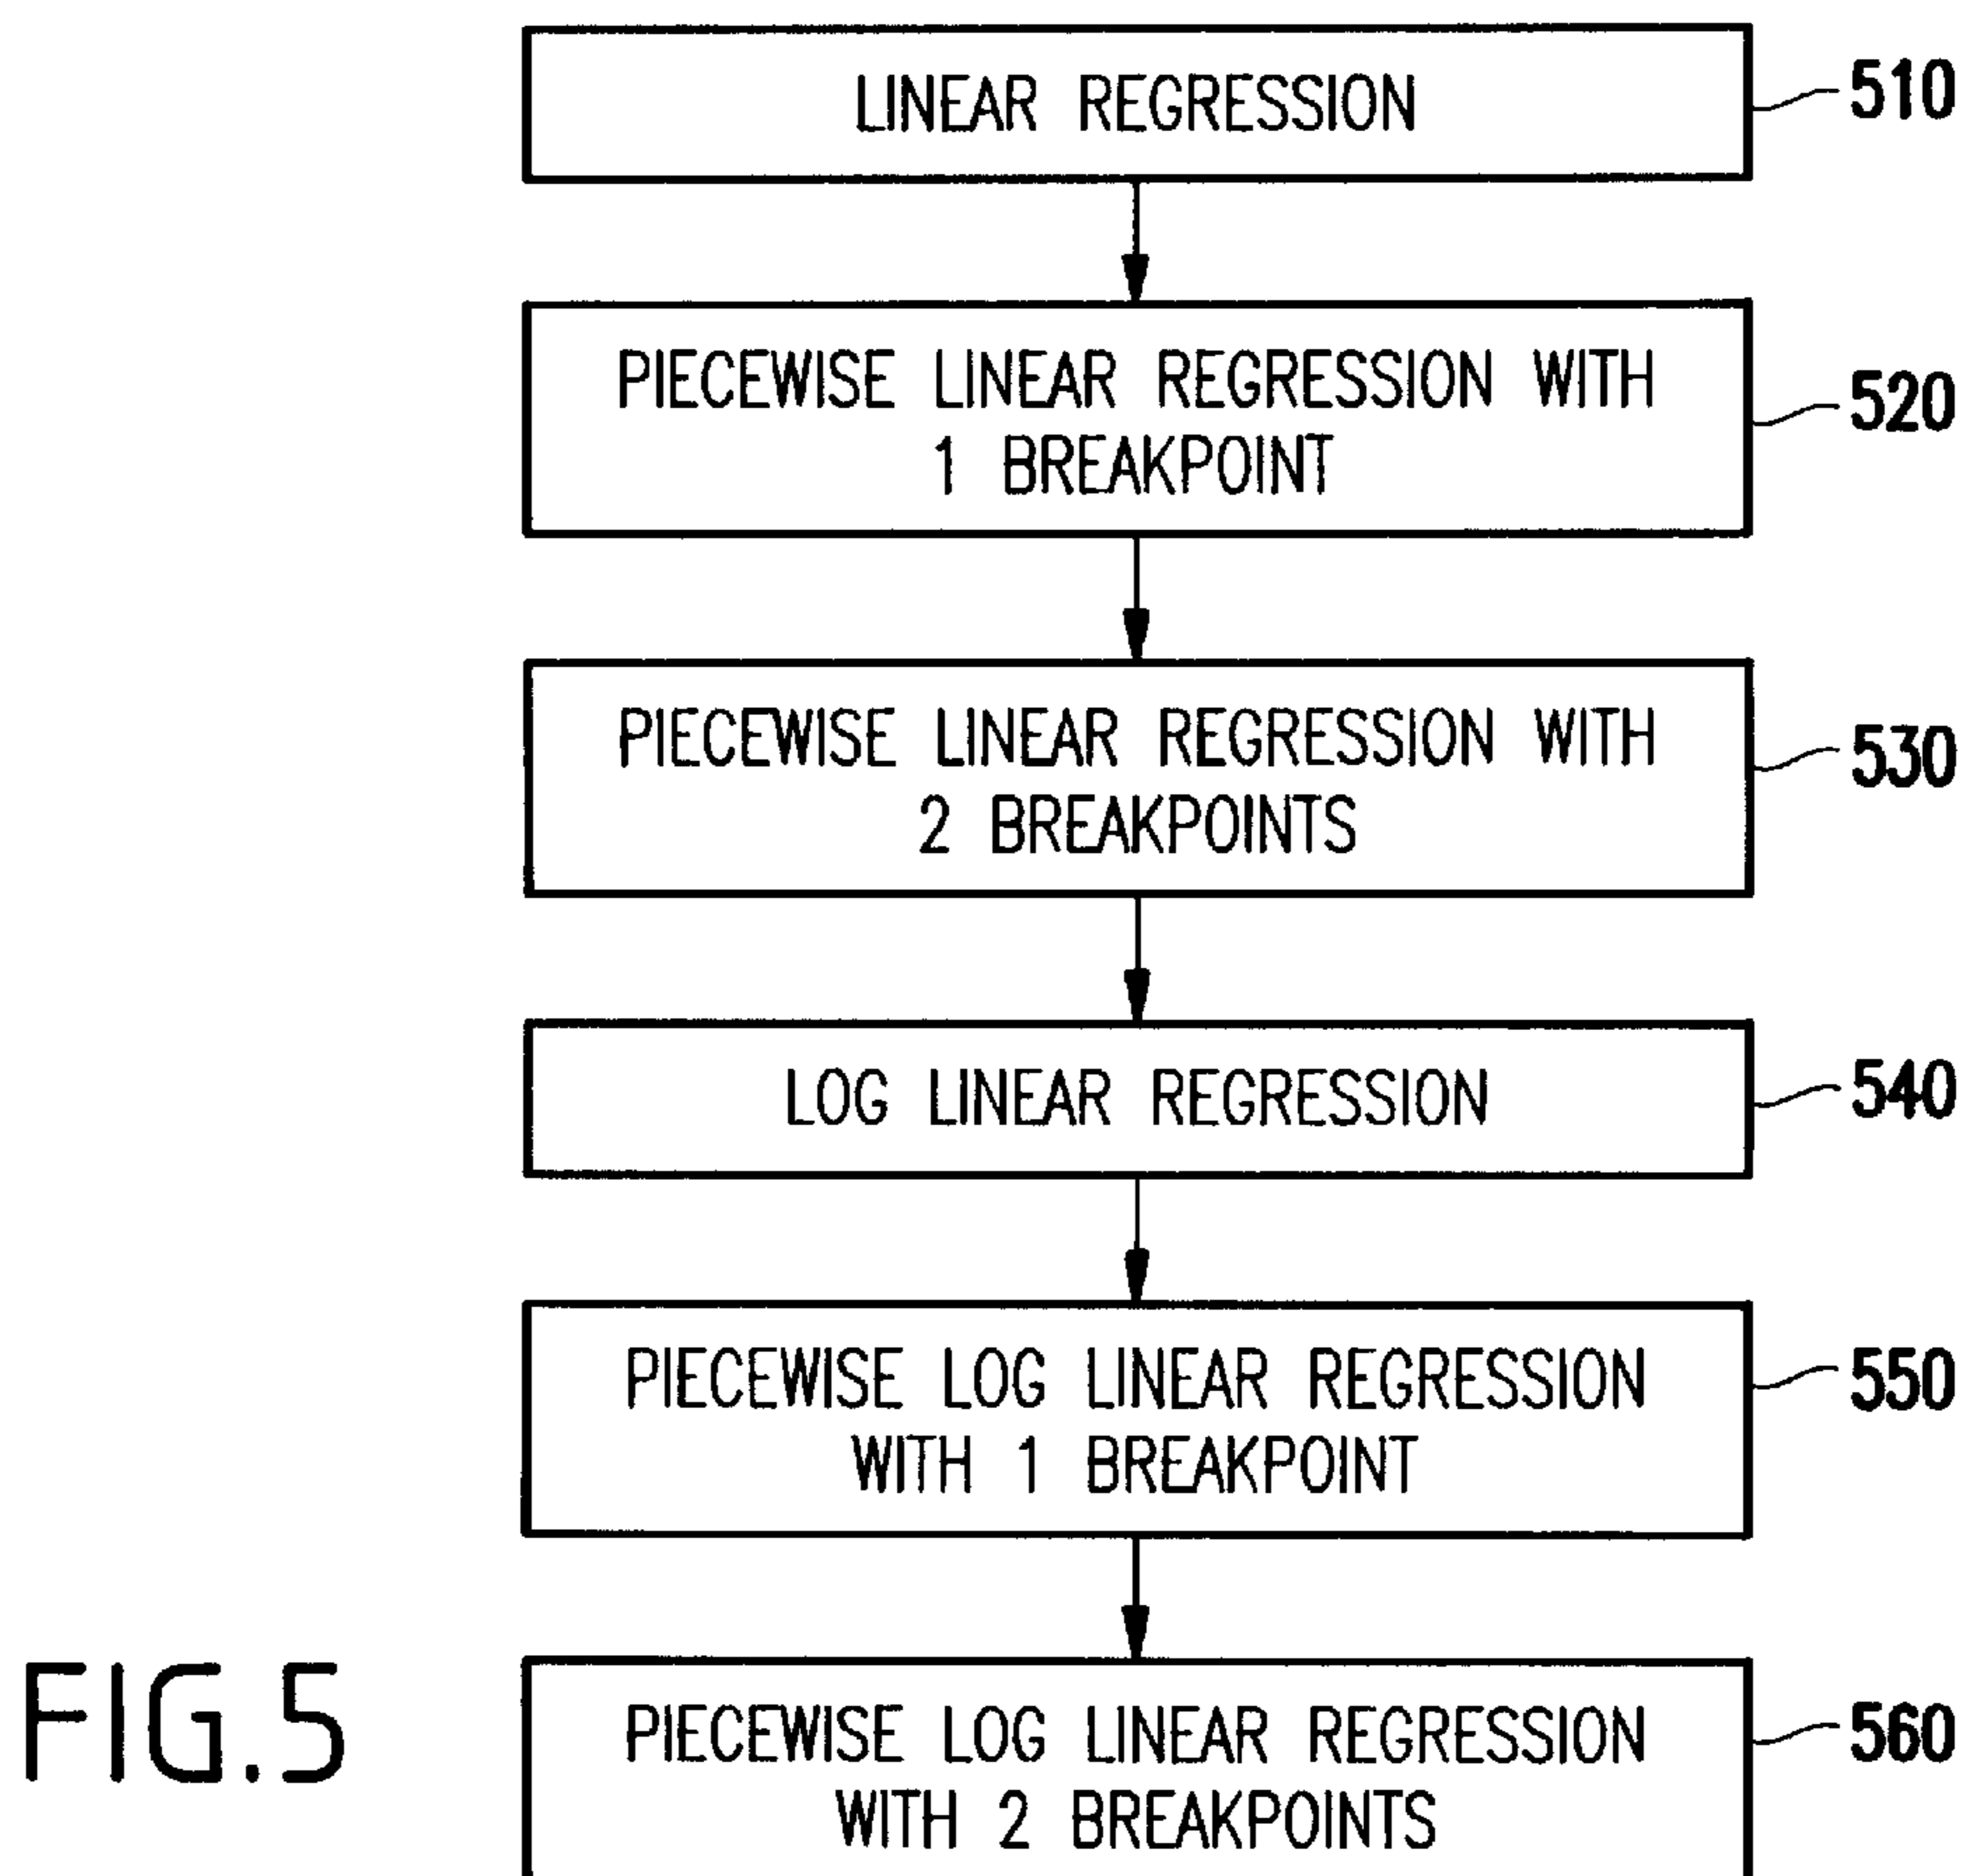 LINEAR REGRESSION
510
PIECEWISE LINEAR REGRESSION WITH
1 BREAKPOINT
520
PIECEWISE LINEAR REGRESSION WITH
2 BREAKPOINTS
530
LOG LINEAR REGRESSION
540
PIECEWISE LOG LINEAR REGRESSION
WITH 1 BREAKPOINT
550
PIECEWISE LOG LINEAR REGRESSION
WITH 2 BREAKPOINTS
560
FIG.5